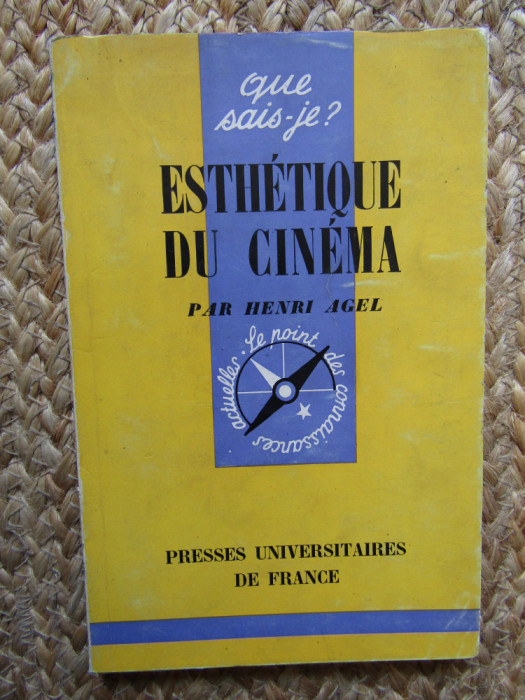 que
sais-je?
ESTHÉTIQUE
DU CINÉMA
PAR HENRI AGEL
Le point des connaissances actuelles.
PRESSES UNIVERSITAIRES
DE FRANCE